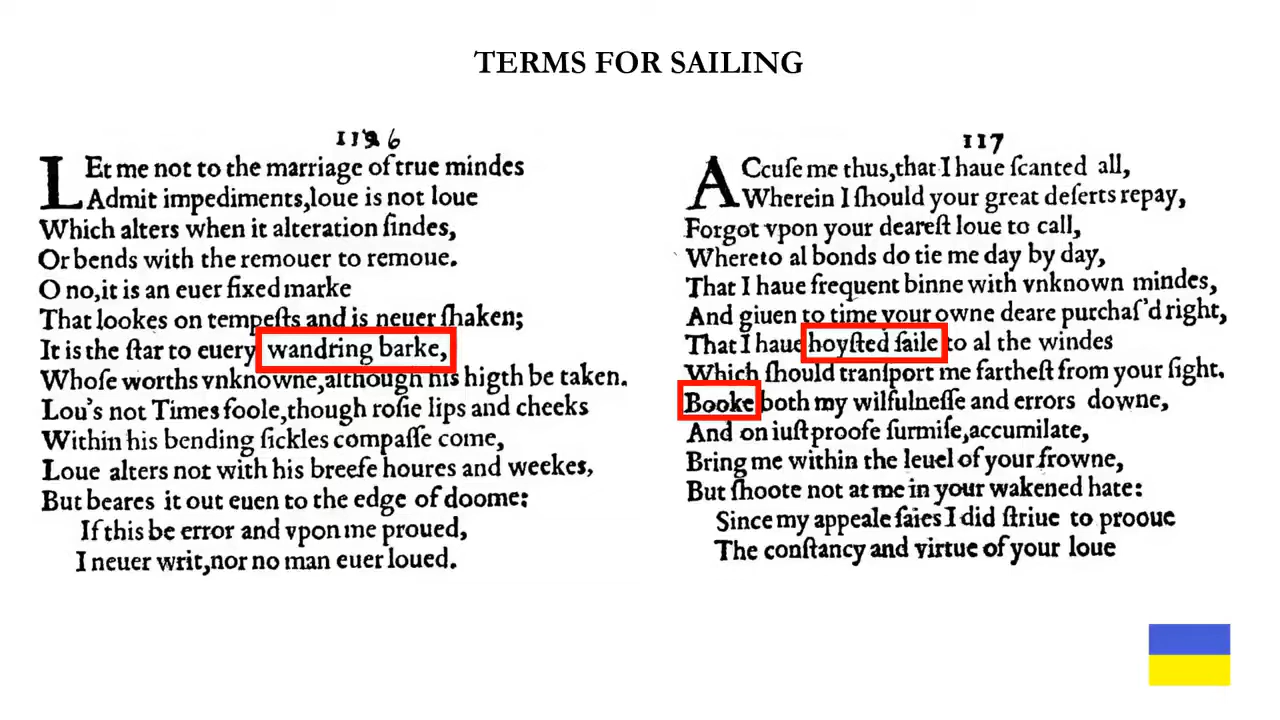 TERMS FOR SAILING
1196
LEt me not to the marriage of true mindes
Admit impediments,loue is not loue
Which alters when it alteration findes,
Or bends with the remouer to remoue.
O no,it is an euer fixed marke
That lookes on tempeſts and is neuer ſhaken;
It is the ſtar to euery wandring barke,
Whoſe worths vnknowne,although his higth be taken.
Lou's not Times foole,though roſie lips and cheeks
Within his bending ſickles compaſſe come,
Loue alters not with his breefe houres and weekes,
But beares it out euen to the edge of doome:
If this be error and vpon me proued,
I neuer writ,nor no man euer loued.
117
ACcuſe me thus,that I haue ſcanted all,
Wherein I ſhould your great deſerts repay,
Forgot vpon your deareſt loue to call,
Whereto al bonds do tie me day by day,
That I haue frequent binne with vnknown mindes,
And giuen to time your owne deare purchaſ'd right,
That I haue hoyſted ſaile to al the windes
Which ſhould tranſport me fartheſt from your ſight.
Booke both my wilfulneſſe and errors downe,
And on iuſt proofe ſurmiſe,accumilate,
Bring me within the leuel of your frowne,
But ſhoote not at me in your wakened hate:
Since my appeale ſaies I did ſtriue to prooue
The conſtancy and virtue of your loue